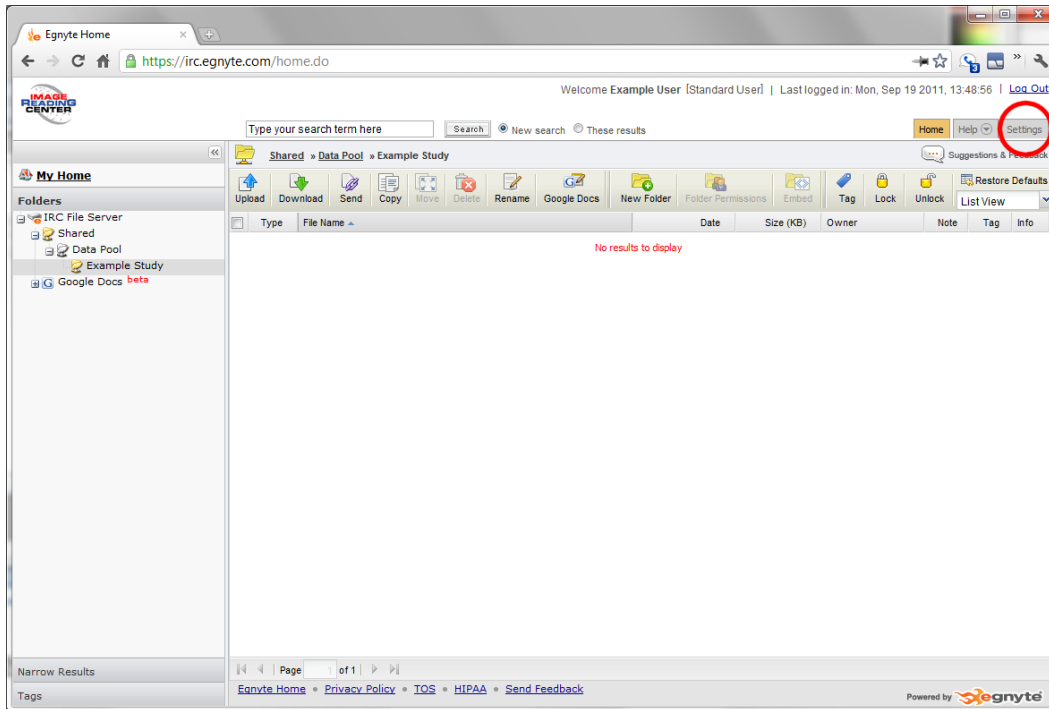 Egnyte Home
https://irc.egnyte.com/home.do
3
IMAGE READING CENTER
Welcome Example User [Standard User] | Last logged in: Mon, Sep 19 2011, 13:48:56 | Log Out
Type your search term here Search New search These results
Home Help Settings
Shared » Data Pool » Example Study
Suggestions & Feedback
My Home
Upload Download Send Copy Move Delete Rename Google Docs New Folder Folder Permissions Embed Tag Lock Unlock
Restore Defaults
List View
Folders
Type File Name Date Size (KB) Owner Note Tag Info
IRC File Server
Shared
Data Pool
Example Study
Google Docs beta
No results to display
Narrow Results
Tags
Page 1 of 1
Egnyte Home • Privacy Policy • TOS • HIPAA • Send Feedback
Powered by egnyte